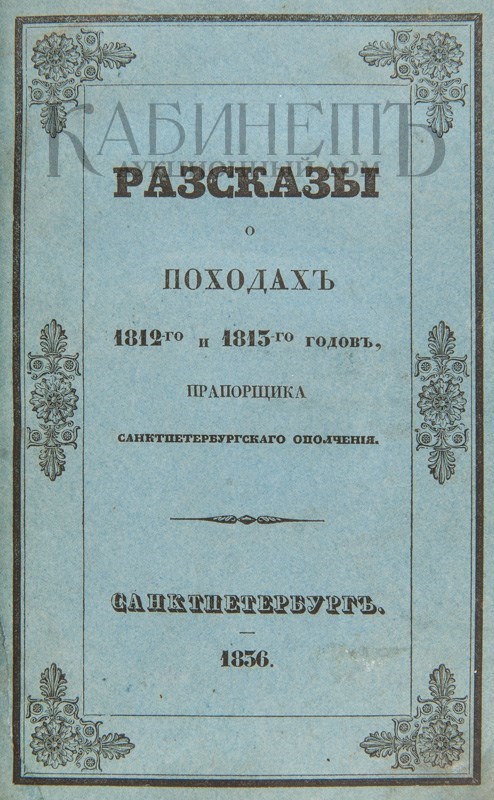 КАБИНЕТЪ
АУКЦИОННЫЙ ДОМ
РАЗСКАЗЫ
О
ПОХОДАХЪ
1812-го и 1813-го годовъ,
ПРАПОРЩИКА
САНКТПЕТЕРБУРГСКАГО ОПОЛЧЕНІЯ.
САНКТПЕТЕРБУРГЪ.
1836.